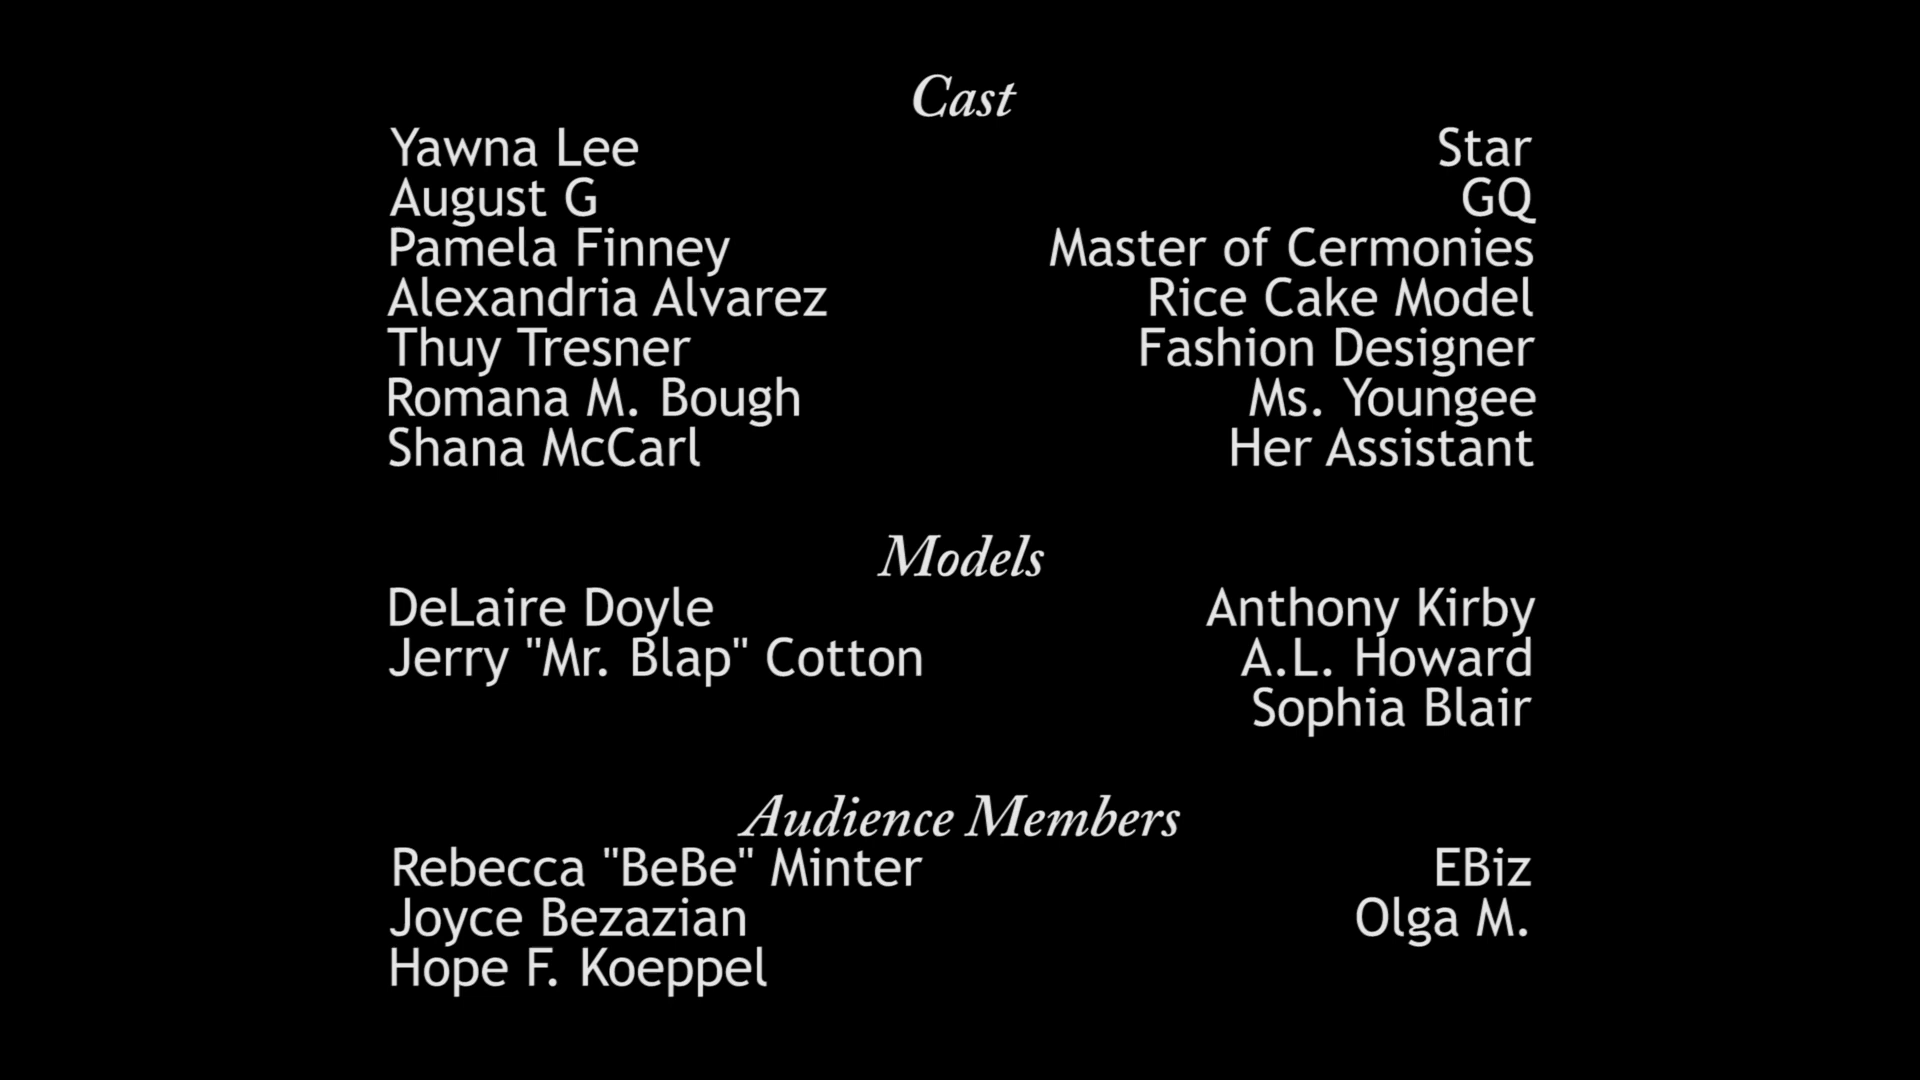 Cast
Yawna Lee Star
August G GQ
Pamela Finney Master of Cermonies
Alexandria Alvarez Rice Cake Model
Thuy Tresner Fashion Designer
Romana M. Bough Ms. Youngee
Shana McCarl Her Assistant
Models
DeLaire Doyle Anthony Kirby
Jerry "Mr. Blap" Cotton A.L. Howard
Sophia Blair
Audience Members
Rebecca "BeBe" Minter EBiz
Joyce Bezazian Olga M.
Hope F. Koeppel